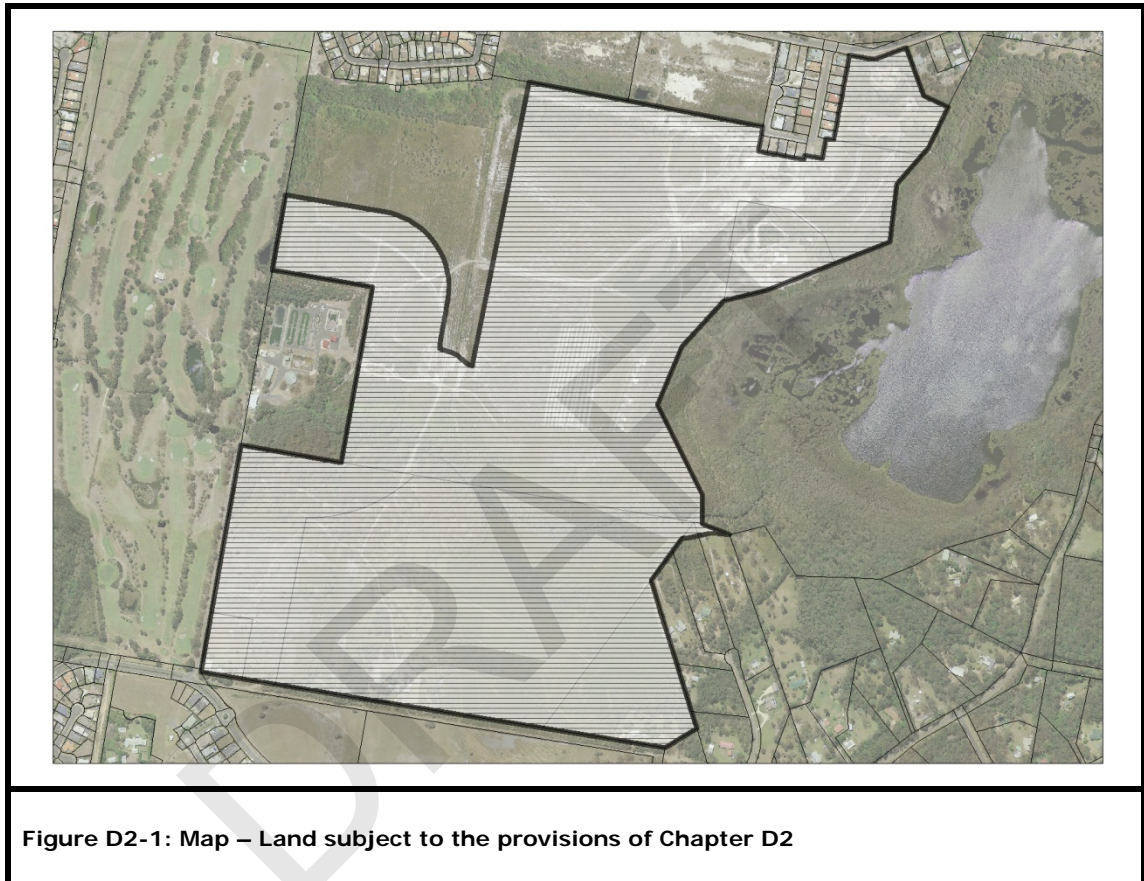 DRAFT
Figure D2-1: Map – Land subject to the provisions of Chapter D2